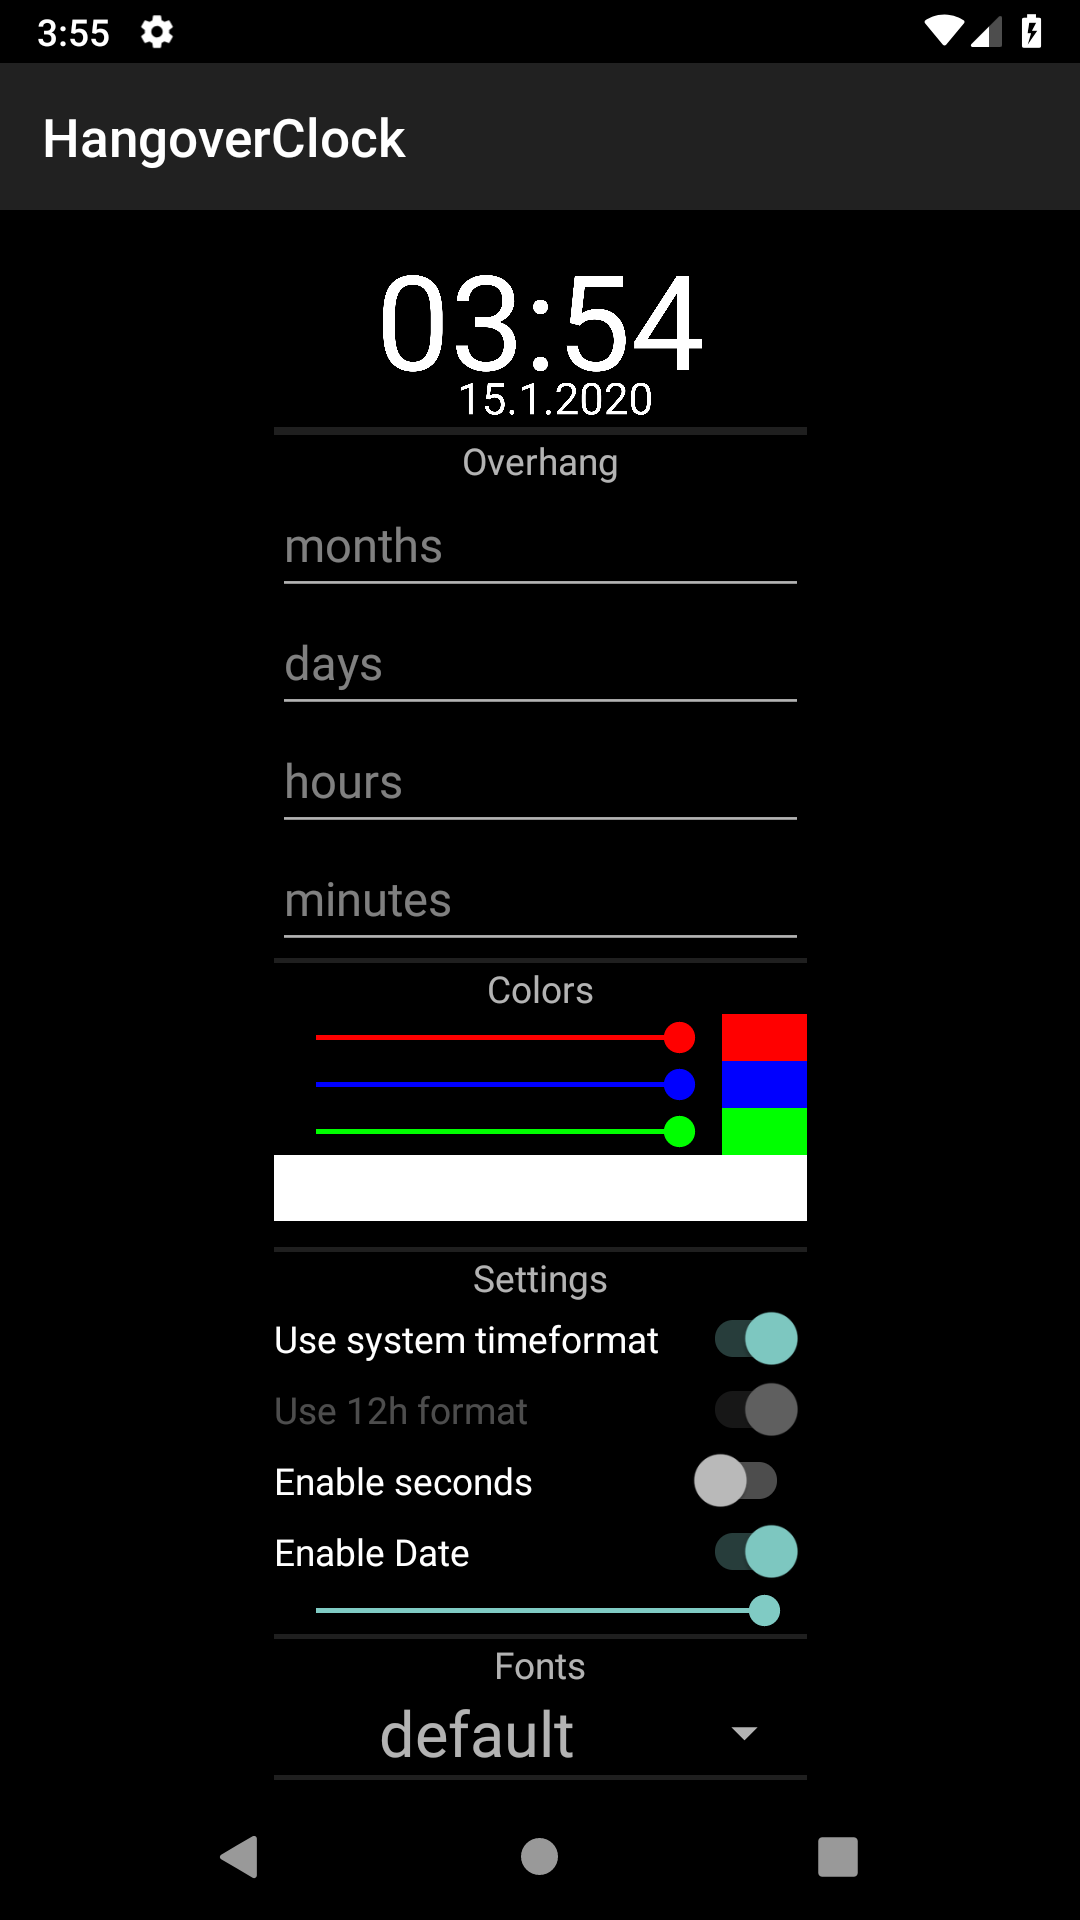 3:55
HangoverClock
03:54
15.1.2020
Overhang
months
days
hours
minutes
Colors
Settings
Use system timeformat
Use 12h format
Enable seconds
Enable Date
Fonts
default